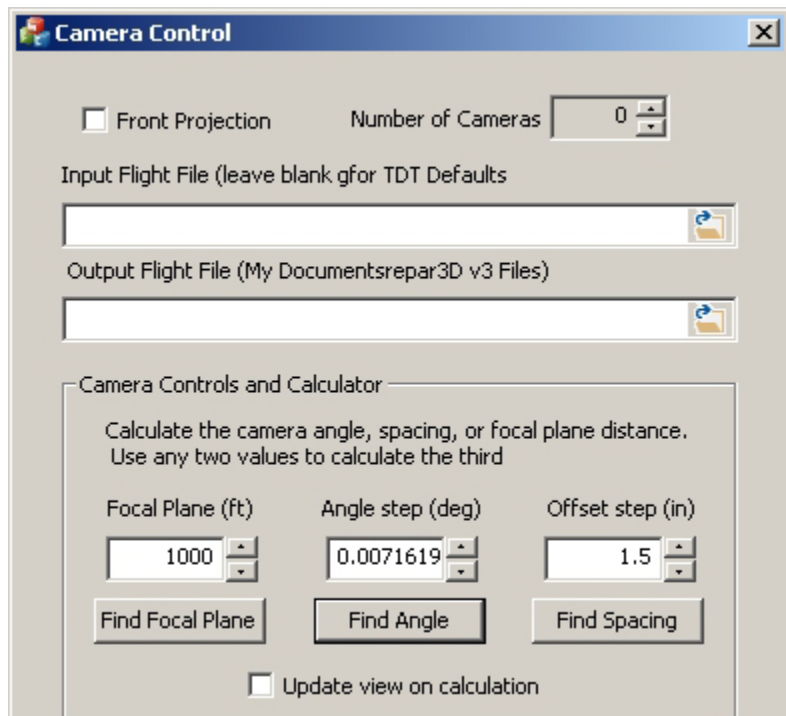 Camera Control
Front Projection
Number of Cameras 0
Input Flight File (leave blank gfor TDT Defaults
Output Flight File (My Documentsrepar3D v3 Files)
Camera Controls and Calculator
Calculate the camera angle, spacing, or focal plane distance.
Use any two values to calculate the third
Focal Plane (ft) Angle step (deg) Offset step (in)
1000 0.0071619 1.5
Find Focal Plane Find Angle Find Spacing
Update view on calculation